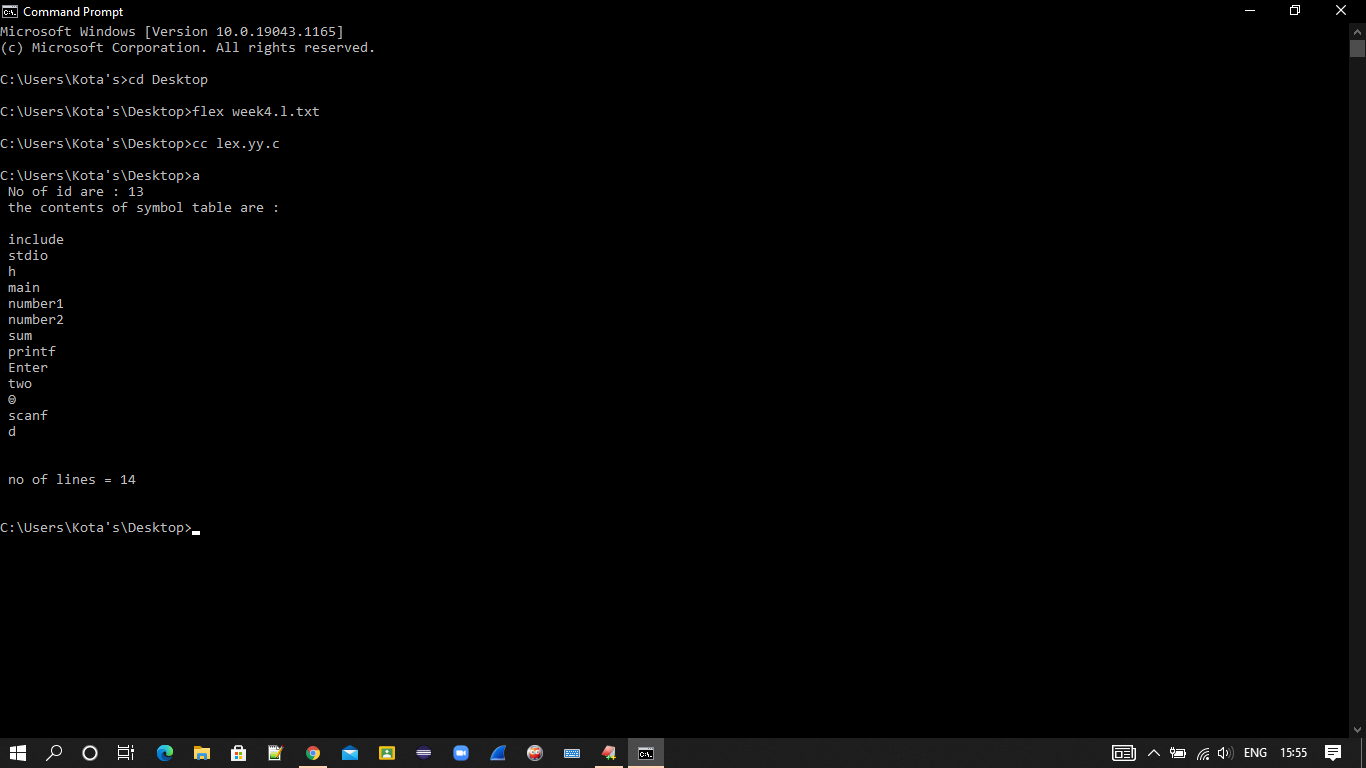 Command Prompt
Microsoft Windows [Version 10.0.19043.1165]
(c) Microsoft Corporation. All rights reserved.
C:\Users\Kota's>cd Desktop
C:\Users\Kota's\Desktop>flex week4.l.txt
C:\Users\Kota's\Desktop>cc lex.yy.c
C:\Users\Kota's\Desktop>a
No of id are : 13
the contents of symbol table are :
include
stdio
h
main
number1
number2
sum
printf
Enter
two
scanf
d
no of lines = 14
C:\Users\Kota's\Desktop>
ENG 15:55